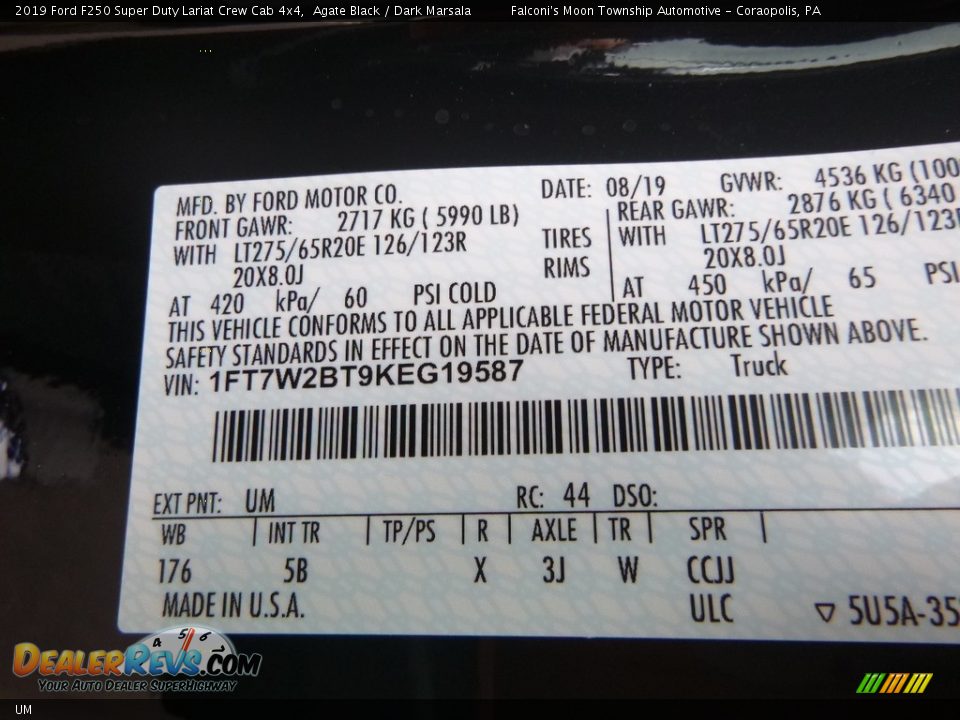 2019 Ford F250 Super Duty Lariat Crew Cab 4x4, Agate Black / Dark Marsala Falconi's Moon Township Automotive - Coraopolis, PA
MFD. BY FORD MOTOR CO. DATE: 08/19 GVWR: 4536 KG (100
FRONT GAWR: 2717 KG ( 5990 LB) REAR GAWR: 2876 KG ( 6340
WITH LT275/65R20E 126/123R TIRES WITH LT275/65R20E 126/123R
20X8.0J RIMS 20X8.0J
AT 420 kPa/ 60 PSI COLD AT 450 kPa/ 65 PSI
THIS VEHICLE CONFORMS TO ALL APPLICABLE FEDERAL MOTOR VEHICLE
SAFETY STANDARDS IN EFFECT ON THE DATE OF MANUFACTURE SHOWN ABOVE.
VIN: 1FT7W2BT9KEG19587 TYPE: Truck
EXT PNT: UM RC: 44 DSO:
WB INT TR TP/PS R AXLE TR SPR
176 5B X 3J W CCJJ
MADE IN U.S.A. ULC ▽ 5U5A-35
4 5 6
DEALERREVS.COM
YOUR AUTO DEALER SUPERHIGHWAY
UM